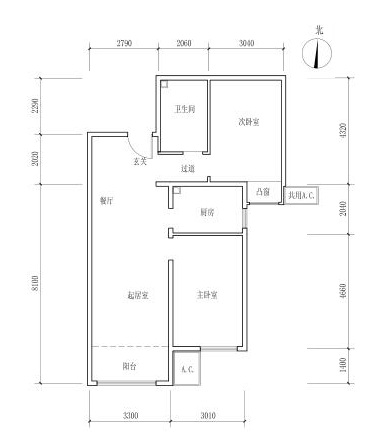 北
2790 2060 3040
2290
卫生间
次卧室
4320
2020
玄关
过道
凸窗
共用A.C.
餐厅
厨房
2040
8100
起居室
主卧室
4660
阳台
A.C.
1400
3300 3010